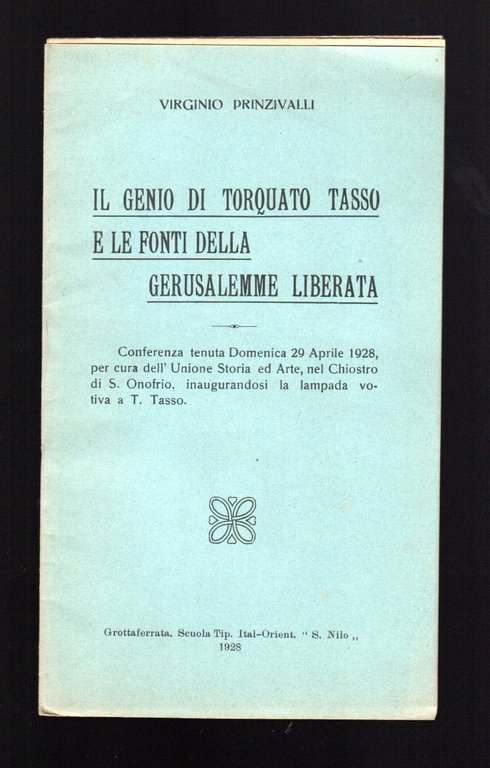 VIRGINIO PRINZIVALLI
IL GENIO DI TORQUATO TASSO
E LE FONTI DELLA
GERUSALEMME LIBERATA
Conferenza tenuta Domenica 29 Aprile 1928,
per cura dell' Unione Storia ed Arte, nel Chiostro
di S. Onofrio, inaugurandosi la lampada vo-
tiva a T. Tasso.
Grottaferrata. Scuola Tip. Ital-Orient. “ S. Nilo „
1928